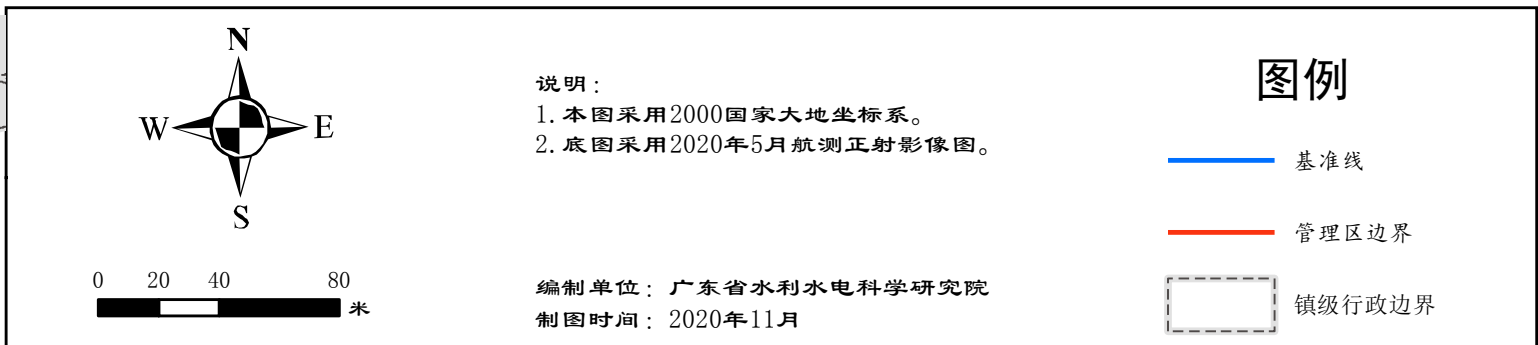 N
W
E
S
0 20 40 80
米
说明：
1. 本图采用2000国家大地坐标系。
2. 底图采用2020年5月航测正射影像图。
编制单位：广东省水利水电科学研究院
制图时间：2020年11月
图例
基准线
管理区边界
镇级行政边界